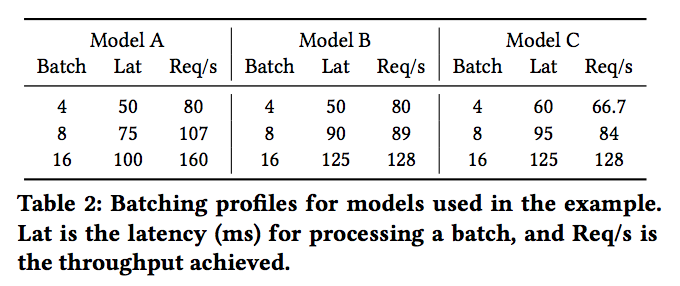 Model A Model B Model C
Batch Lat Req/s Batch Lat Req/s Batch Lat Req/s
4 50 80 4 50 80 4 60 66.7
8 75 107 8 90 89 8 95 84
16 100 160 16 125 128 16 125 128
Table 2: Batching profiles for models used in the example.
Lat is the latency (ms) for processing a batch, and Req/s is
the throughput achieved.